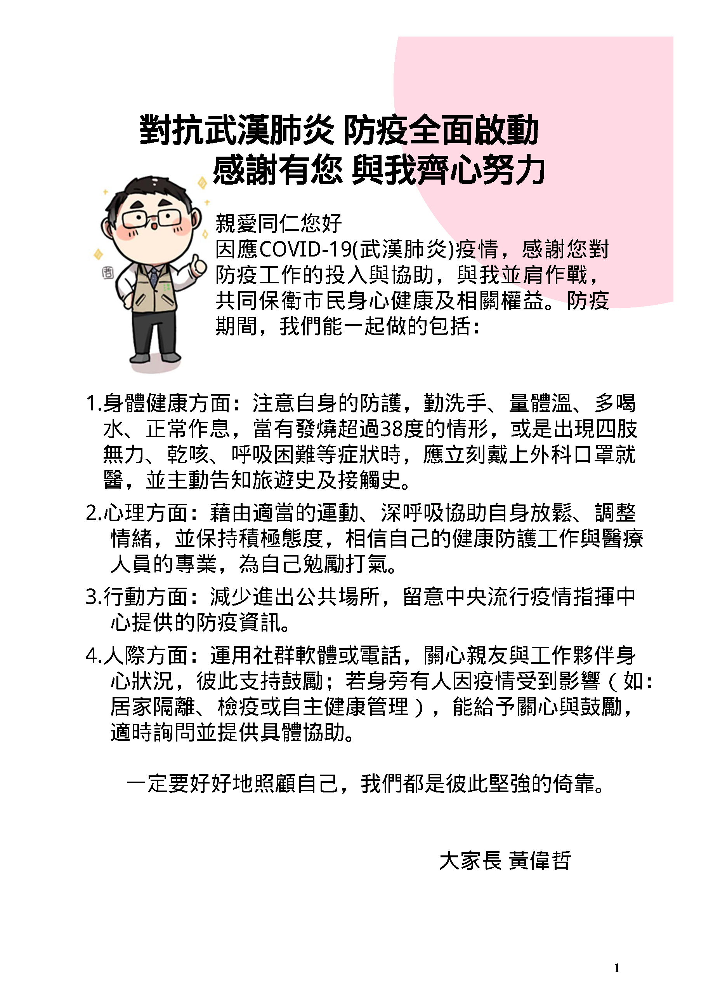 對抗武漢肺炎 防疫全面啟動
感謝有您 與我齊心努力
親愛同仁您好
因應COVID-19(武漢肺炎)疫情，感謝您對
防疫工作的投入與協助，與我並肩作戰，
共同保衛市民身心健康及相關權益。防疫
期間，我們能一起做的包括：
哲
1.身體健康方面：注意自身的防護，勤洗手、量體溫、多喝
水、正常作息，當有發燒超過38度的情形，或是出現四肢
無力、乾咳、呼吸困難等症狀時，應立刻戴上外科口罩就
醫，並主動告知旅遊史及接觸史。
2.心理方面：藉由適當的運動、深呼吸協助自身放鬆、調整
情緒，並保持積極態度，相信自己的健康防護工作與醫療
人員的專業，為自己勉勵打氣。
3.行動方面：減少進出公共場所，留意中央流行疫情指揮中
心提供的防疫資訊。
4.人際方面：運用社群軟體或電話，關心親友與工作夥伴身
心狀況，彼此支持鼓勵；若身旁有人因疫情受到影響（如：
居家隔離、檢疫或自主健康管理），能給予關心與鼓勵，
適時詢問並提供具體協助。
一定要好好地照顧自己，我們都是彼此堅強的倚靠。
大家長 黃偉哲
1